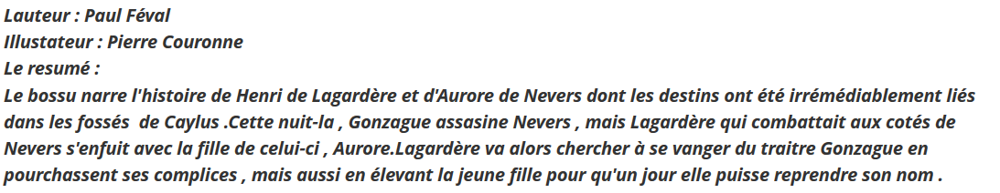 Lauteur : Paul Féval
Illustateur : Pierre Couronne
Le resumé :
Le bossu narre l'histoire de Henri de Lagardère et d'Aurore de Nevers dont les destins ont été irrémédiablement liés
dans les fossés  de Caylus .Cette nuit-la , Gonzague assasine Nevers , mais Lagardère qui combattait aux cotés de
Nevers s'enfuit avec la fille de celui-ci , Aurore.Lagardère va alors chercher à se vanger du traitre Gonzague en
pourchassent ses complices , mais aussi en élevant la jeune fille pour qu'un jour elle puisse reprendre son nom .